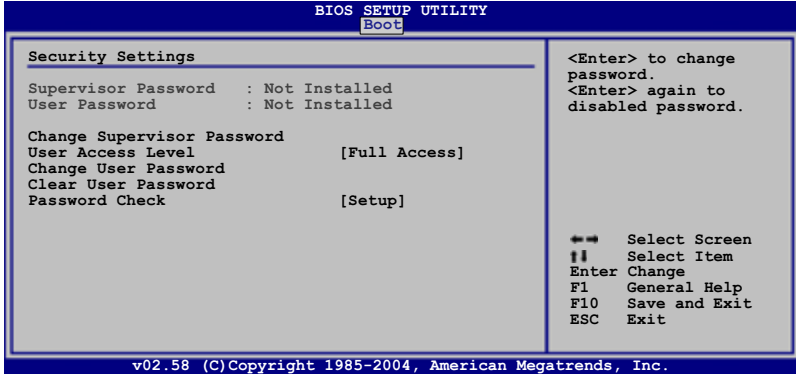 BIOS SETUP UTILITY
Boot
Security Settings
Supervisor Password : Not Installed
User Password : Not Installed
Change Supervisor Password
User Access Level [Full Access]
Change User Password
Clear User Password
Password Check [Setup]
<Enter> to change
password.
<Enter> again to
disabled password.
←→ Select Screen
↑↓ Select Item
Enter Change
F1 General Help
F10 Save and Exit
ESC Exit
v02.58 (C)Copyright 1985-2004, American Megatrends, Inc.